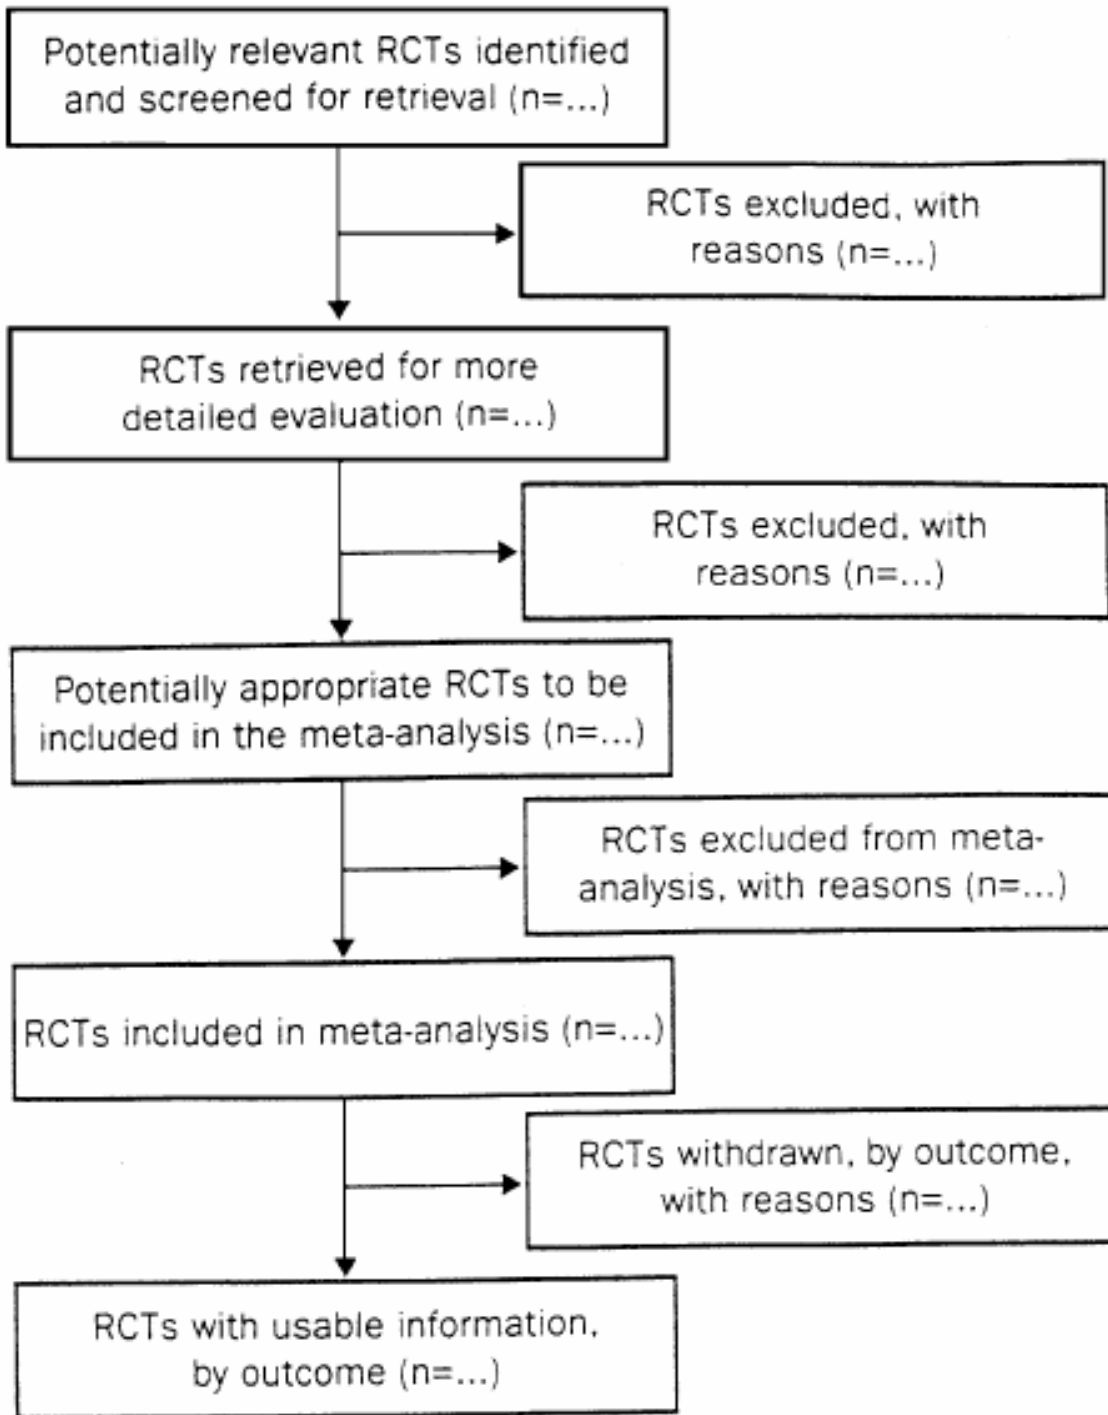 Potentially relevant RCTs identified
and screened for retrieval (n=...)
RCTs excluded, with
reasons (n=...)
RCTs retrieved for more
detailed evaluation (n=...)
RCTs excluded, with
reasons (n=...)
Potentially appropriate RCTs to be
included in the meta-analysis (n=...)
RCTs excluded from meta-
analysis, with reasons (n=...)
RCTs included in meta-analysis (n=...)
RCTs withdrawn, by outcome,
with reasons (n=...)
RCTs with usable information,
by outcome (n=...)